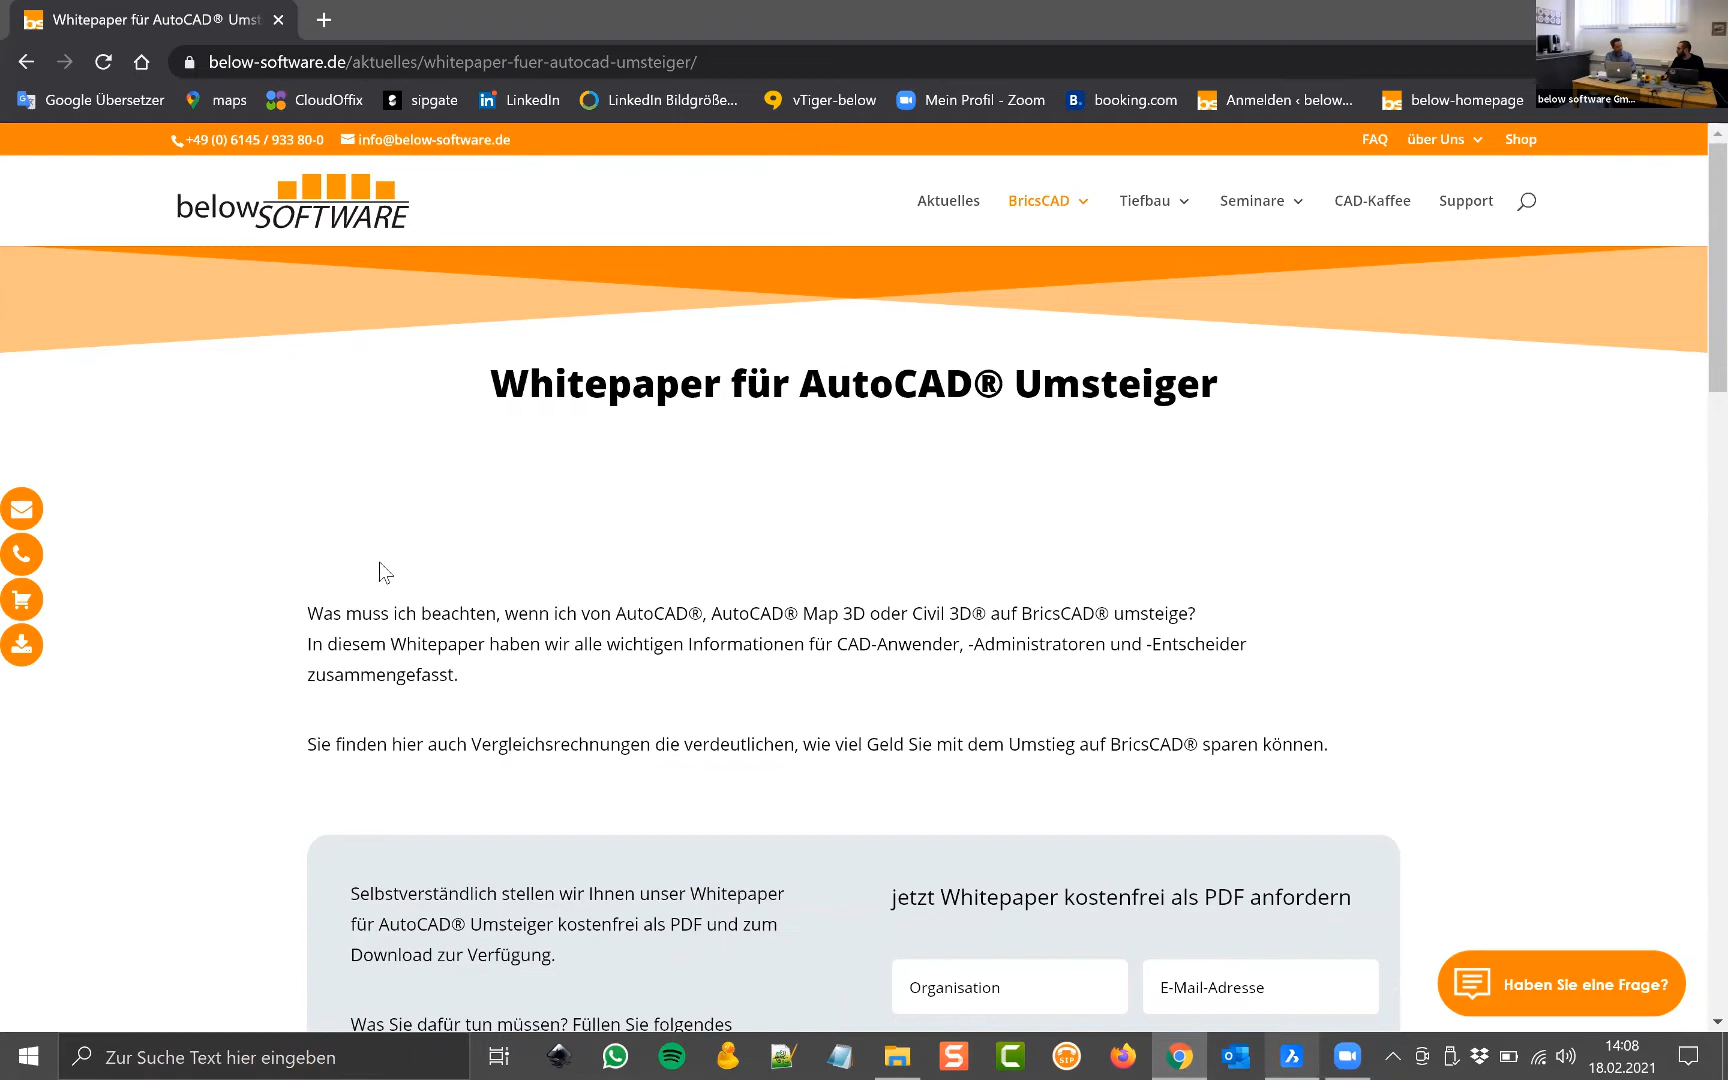 Whitepaper für AutoCAD® Umst
below-software.de/aktuelles/whitepaper-fuer-autocad-umsteiger/
Google Übersetzer
maps
CloudOffix
sipgate
LinkedIn
LinkedIn Bildgröße...
vTiger-below
Mein Profil - Zoom
booking.com
Anmelden ‹ below...
below-homepage
below software Gm...
+49 (0) 6145 / 933 80-0
info@below-software.de
FAQ
über Uns
Shop
belowSOFTWARE
Aktuelles
BricsCAD
Tiefbau
Seminare
CAD-Kaffee
Support
Whitepaper für AutoCAD® Umsteiger
Was muss ich beachten, wenn ich von AutoCAD®, AutoCAD® Map 3D oder Civil 3D® auf BricsCAD® umsteige?
In diesem Whitepaper haben wir alle wichtigen Informationen für CAD-Anwender, -Administratoren und -Entscheider
zusammengefasst.
Sie finden hier auch Vergleichsrechnungen die verdeutlichen, wie viel Geld Sie mit dem Umstieg auf BricsCAD® sparen können.
Selbstverständlich stellen wir Ihnen unser Whitepaper
für AutoCAD® Umsteiger kostenfrei als PDF und zum
Download zur Verfügung.
Was Sie dafür tun müssen? Füllen Sie folgendes
jetzt Whitepaper kostenfrei als PDF anfordern
Organisation
E-Mail-Adresse
Haben Sie eine Frage?
Zur Suche Text hier eingeben
14:08
18.02.2021